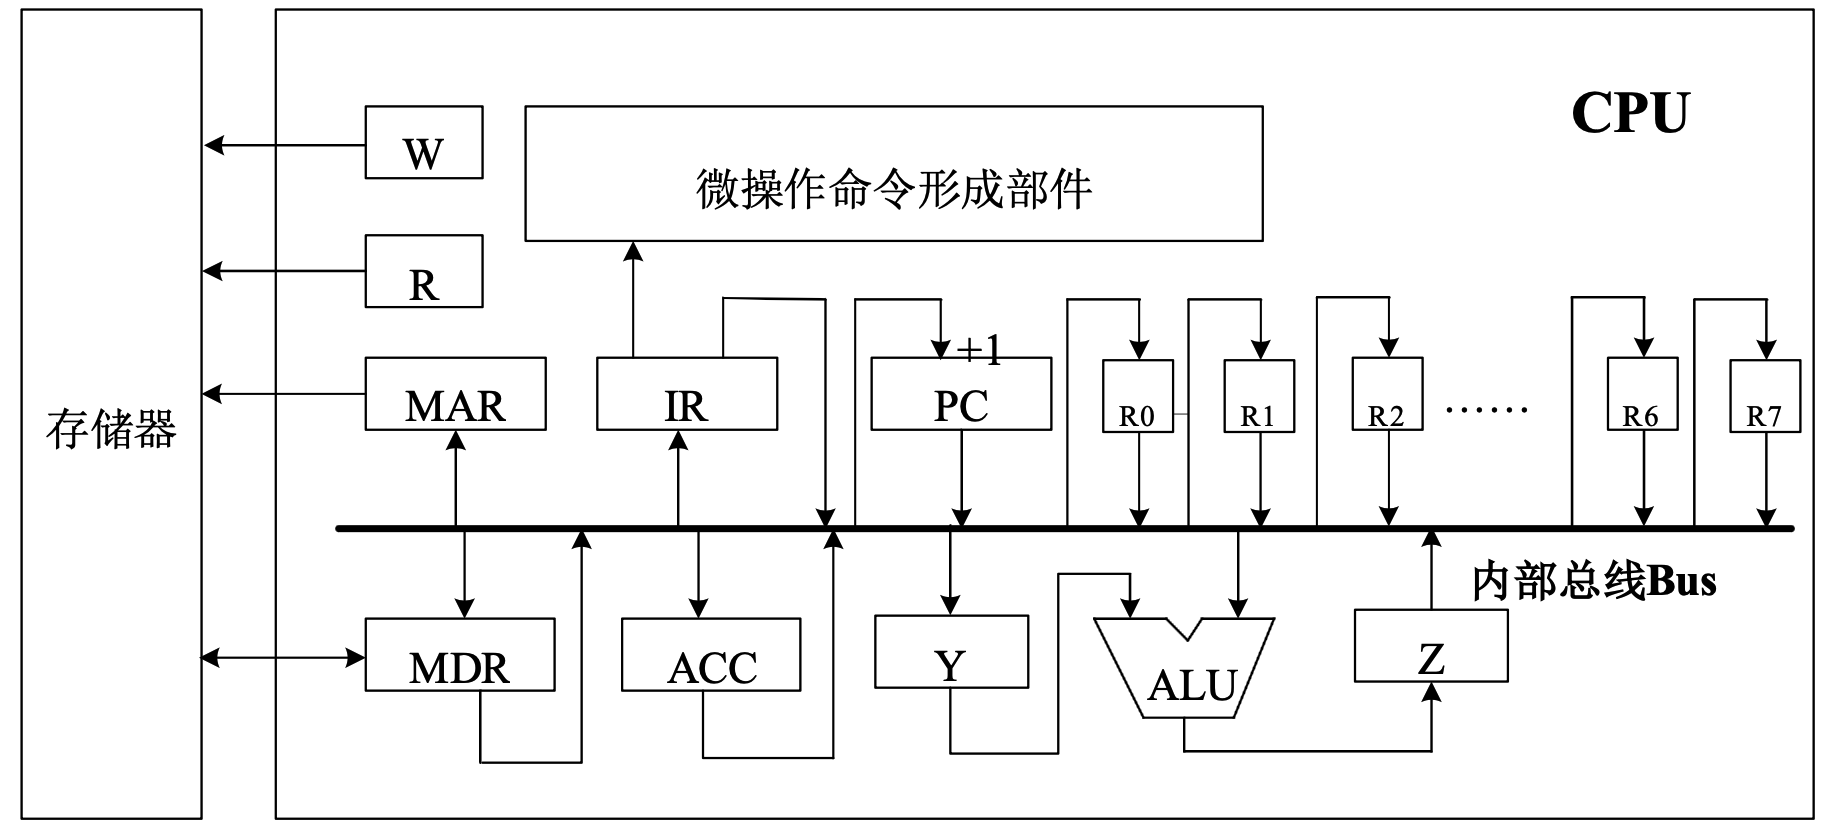 CPU
W
微操作命令形成部件
R
+1
MAR
IR
PC
R0
R1
R2
......
R6
R7
存储器
内部总线Bus
MDR
ACC
Y
ALU
Z